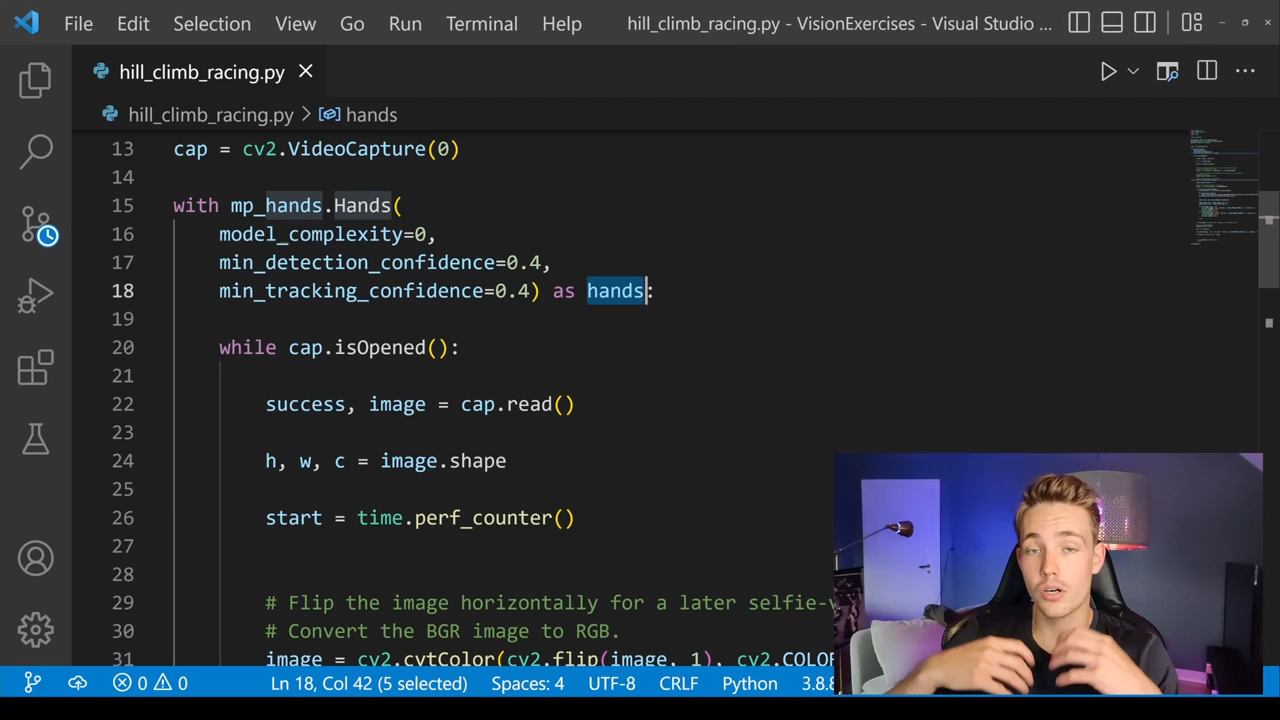 File Edit Selection View Go Run Terminal Help hill_climb_racing.py - VisionExercises - Visual Studio ...
hill_climb_racing.py
hill_climb_racing.py > hands
13 cap = cv2.VideoCapture(0)
14
15 with mp_hands.Hands(
16 model_complexity=0,
17 min_detection_confidence=0.4,
18 min_tracking_confidence=0.4) as hands:
19
20 while cap.isOpened():
21
22 success, image = cap.read()
23
24 h, w, c = image.shape
25
26 start = time.perf_counter()
27
28
29 # Flip the image horizontally for a later selfie-v
30 # Convert the BGR image to RGB.
31 image = cv2.cvtColor(cv2.flip(image, 1), cv2.COLOR
0 0 Ln 18, Col 42 (5 selected) Spaces: 4 UTF-8 CRLF Python 3.8.8